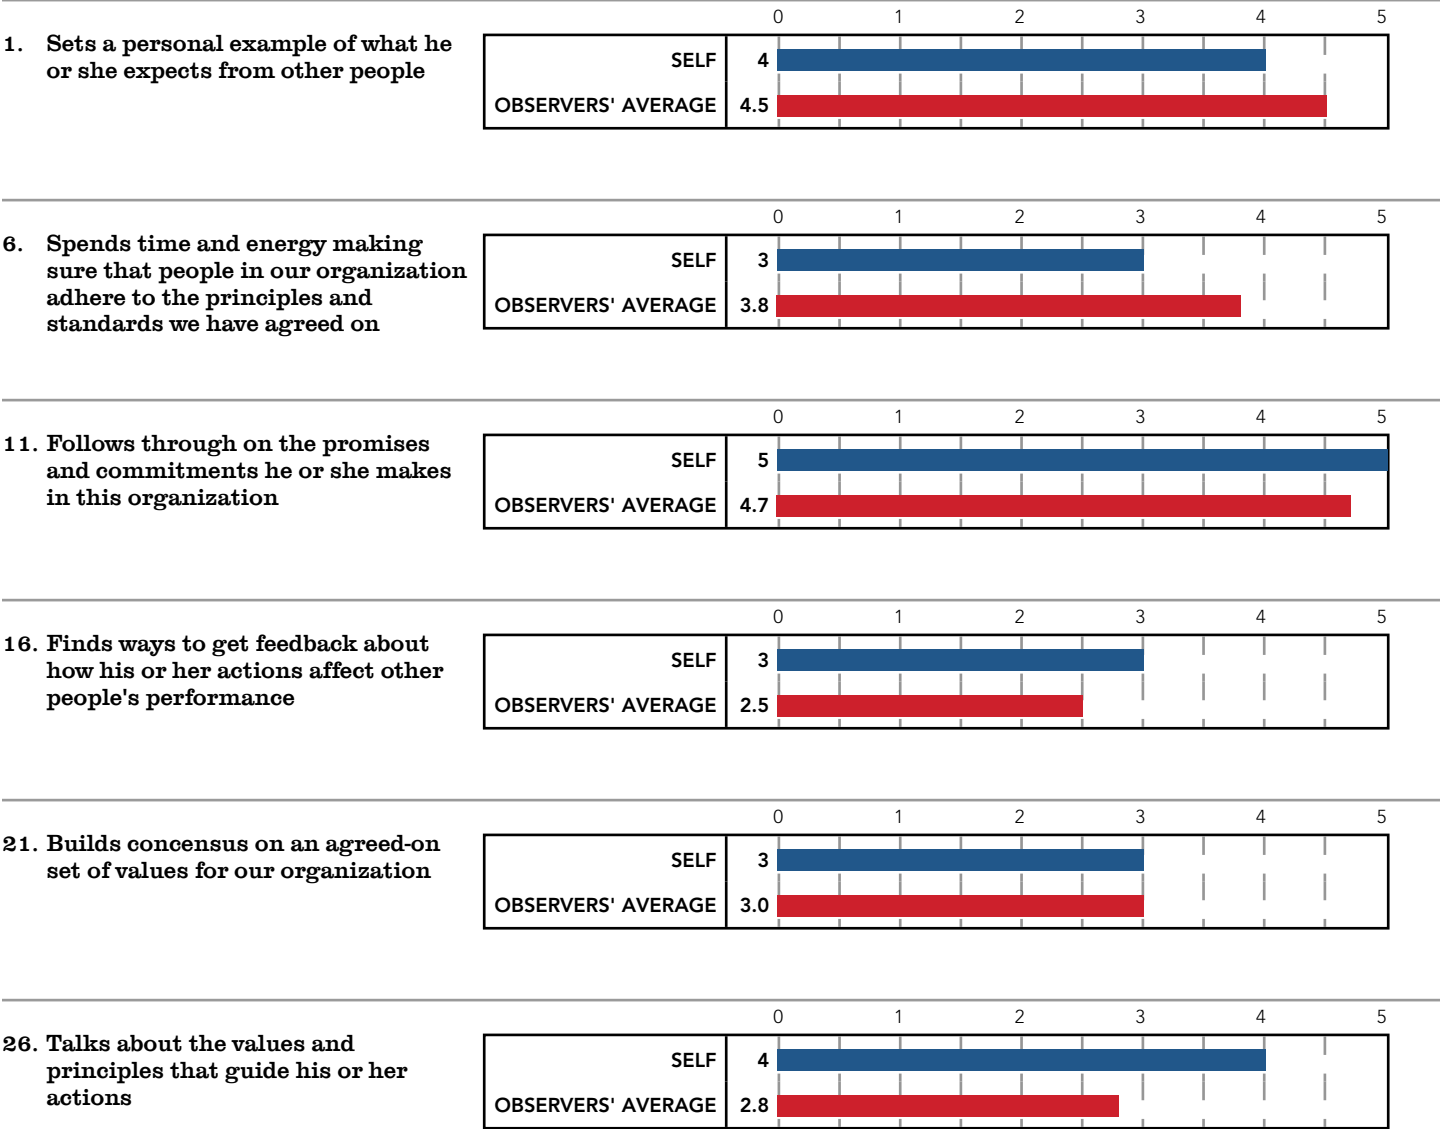 0 1 2 3 4 5
1. Sets a personal example of what he
or she expects from other people
SELF 4
OBSERVERS' AVERAGE 4.5
0 1 2 3 4 5
6. Spends time and energy making
sure that people in our organization
adhere to the principles and
standards we have agreed on
SELF 3
OBSERVERS' AVERAGE 3.8
0 1 2 3 4 5
11. Follows through on the promises
and commitments he or she makes
in this organization
SELF 5
OBSERVERS' AVERAGE 4.7
0 1 2 3 4 5
16. Finds ways to get feedback about
how his or her actions affect other
people's performance
SELF 3
OBSERVERS' AVERAGE 2.5
0 1 2 3 4 5
21. Builds concensus on an agreed-on
set of values for our organization
SELF 3
OBSERVERS' AVERAGE 3.0
0 1 2 3 4 5
26. Talks about the values and
principles that guide his or her
actions
SELF 4
OBSERVERS' AVERAGE 2.8